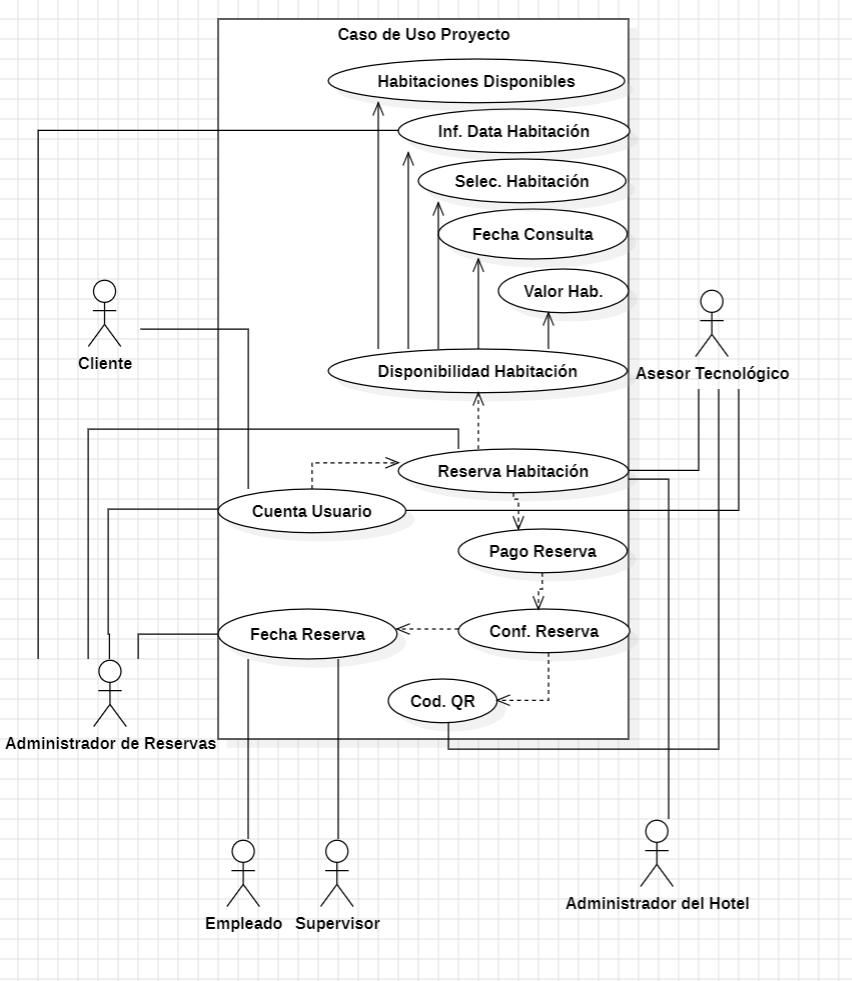 Caso de Uso Proyecto
Habitaciones Disponibles
Inf. Data Habitación
Selec. Habitación
Fecha Consulta
Valor Hab.
Cliente
Disponibilidad Habitación
Asesor Tecnológico
Reserva Habitación
Cuenta Usuario
Pago Reserva
Fecha Reserva
Conf. Reserva
Cod. QR
Administrador de Reservas
Administrador del Hotel
Empleado
Supervisor